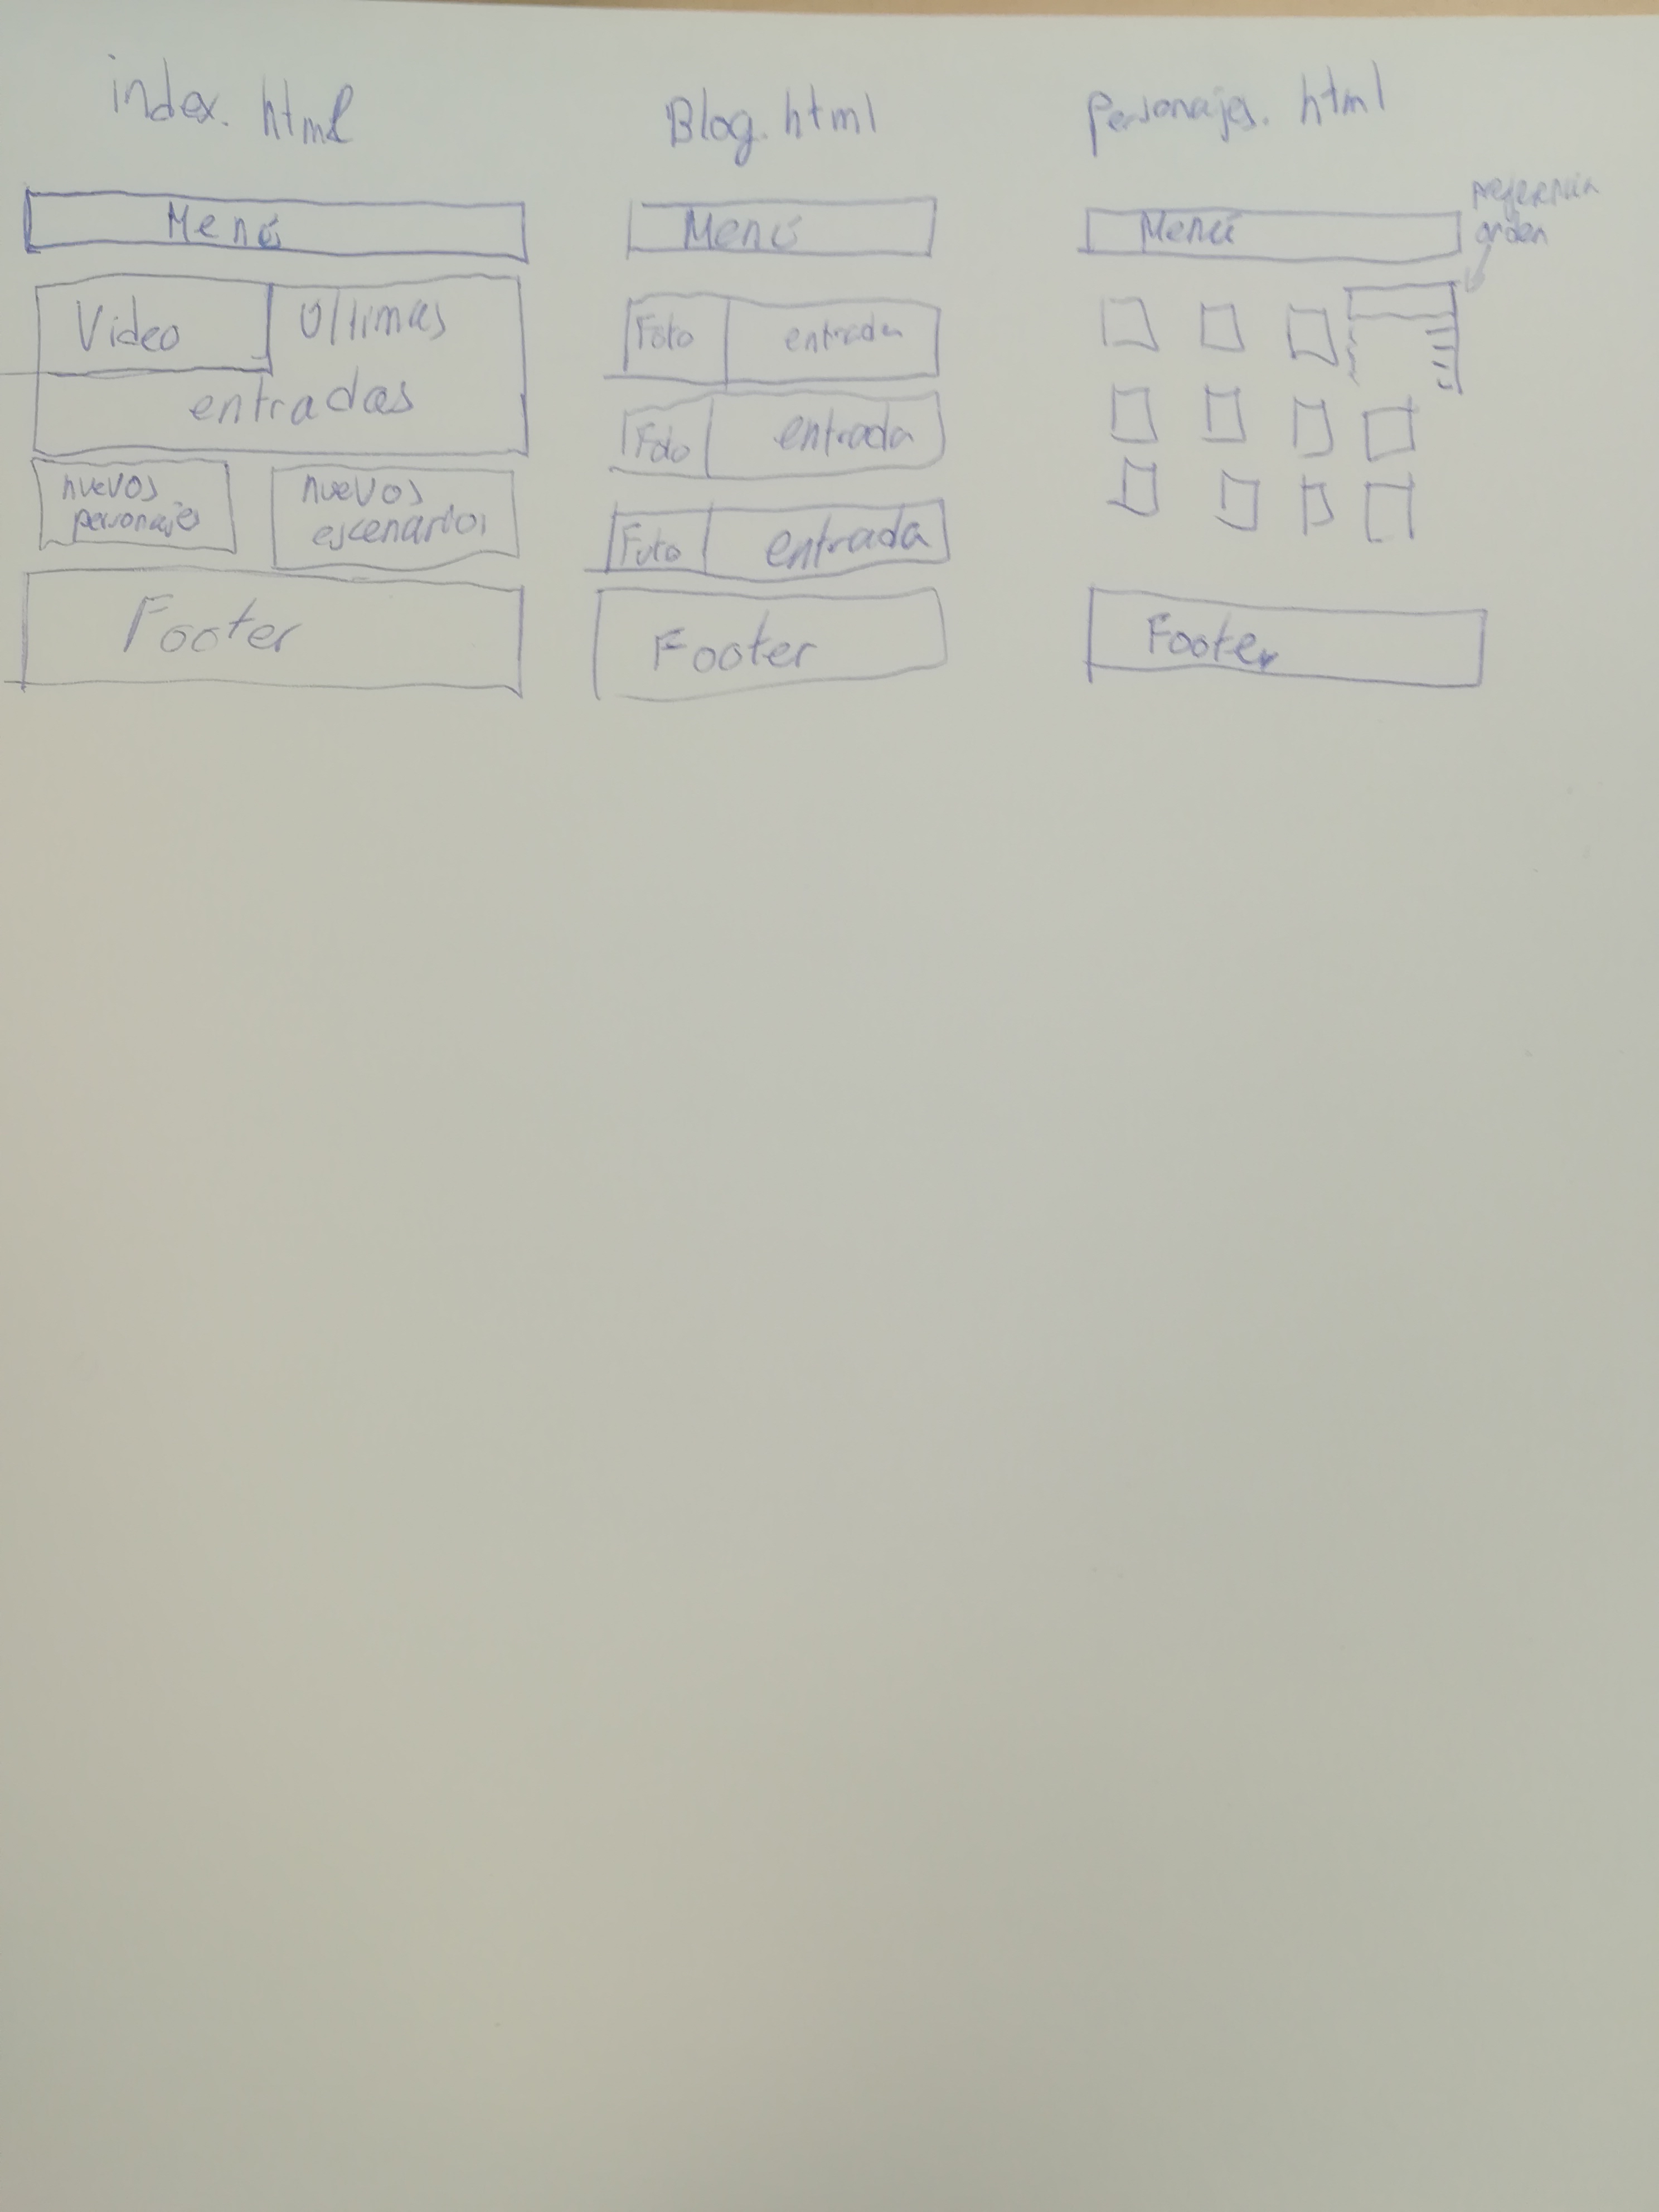 index.html
Menú
Video
Ultimas
entradas
nuevos
personajes
nuevos
escenarios
Footer
Blog.html
Menú
Foto
entrada
Foto
entrada
Foto
entrada
Footer
Personajes.html
Menú
orden
Footer